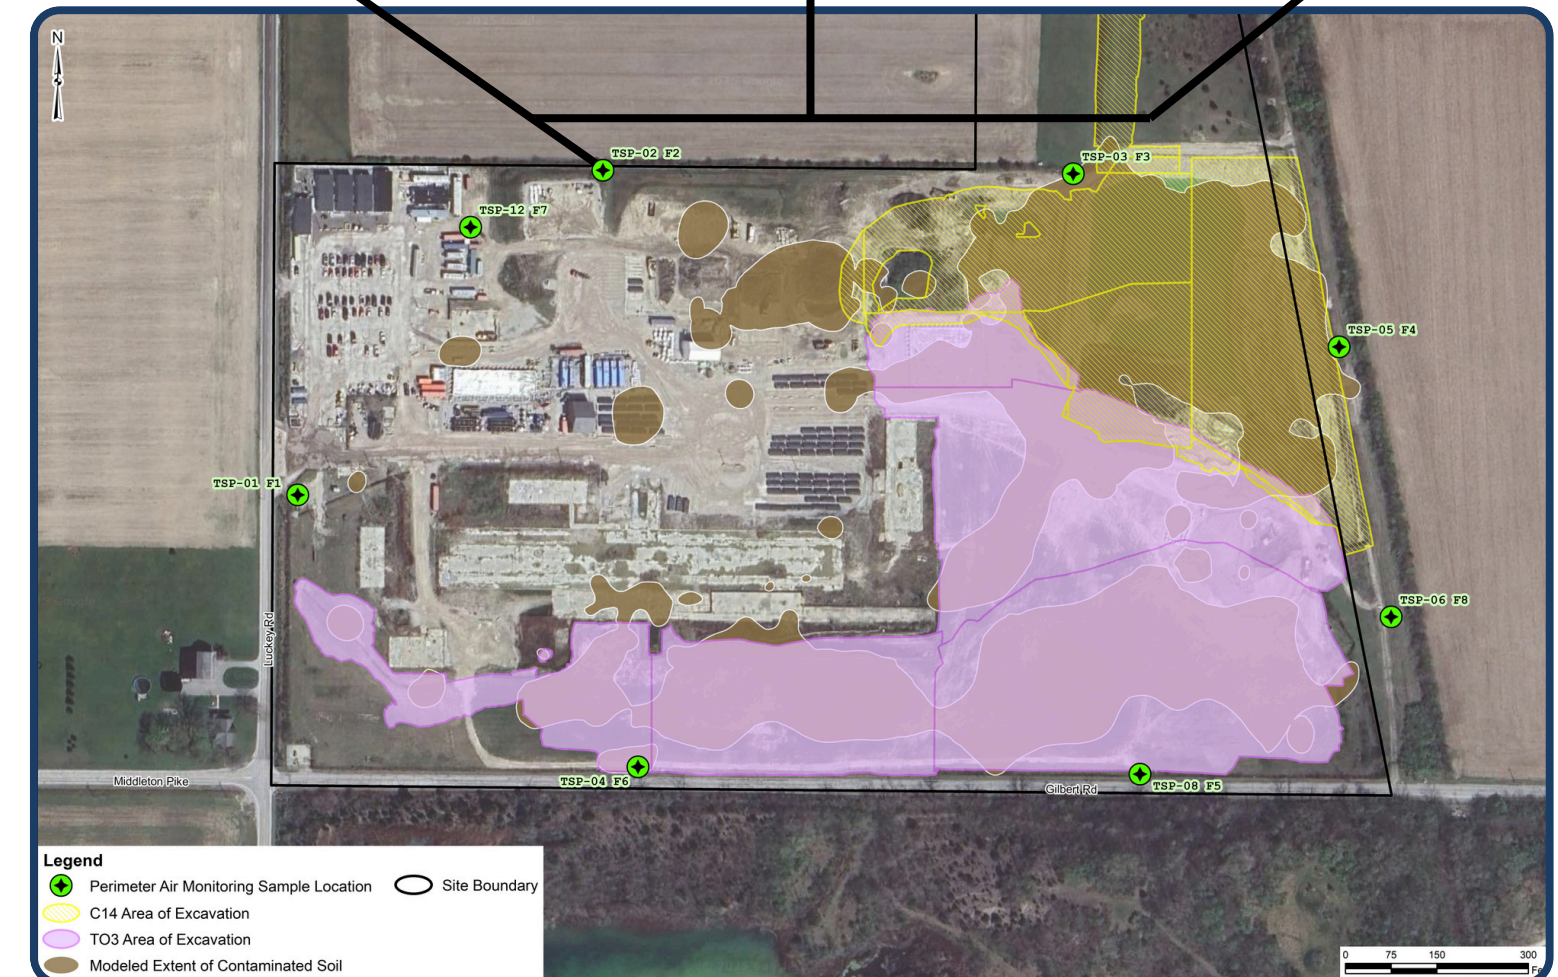 N
TSP-02 F2
TSP-03 F3
TSP-12 F7
TSP-05 F4
TSP-01 F1
TSP-06 F8
Luckey Rd
Middleton Pike
TSP-04 F6
TSP-08 F5
Gilbert Rd
Legend
Perimeter Air Monitoring Sample Location
Site Boundary
C14 Area of Excavation
TO3 Area of Excavation
Modeled Extent of Contaminated Soil
0 75 150 300